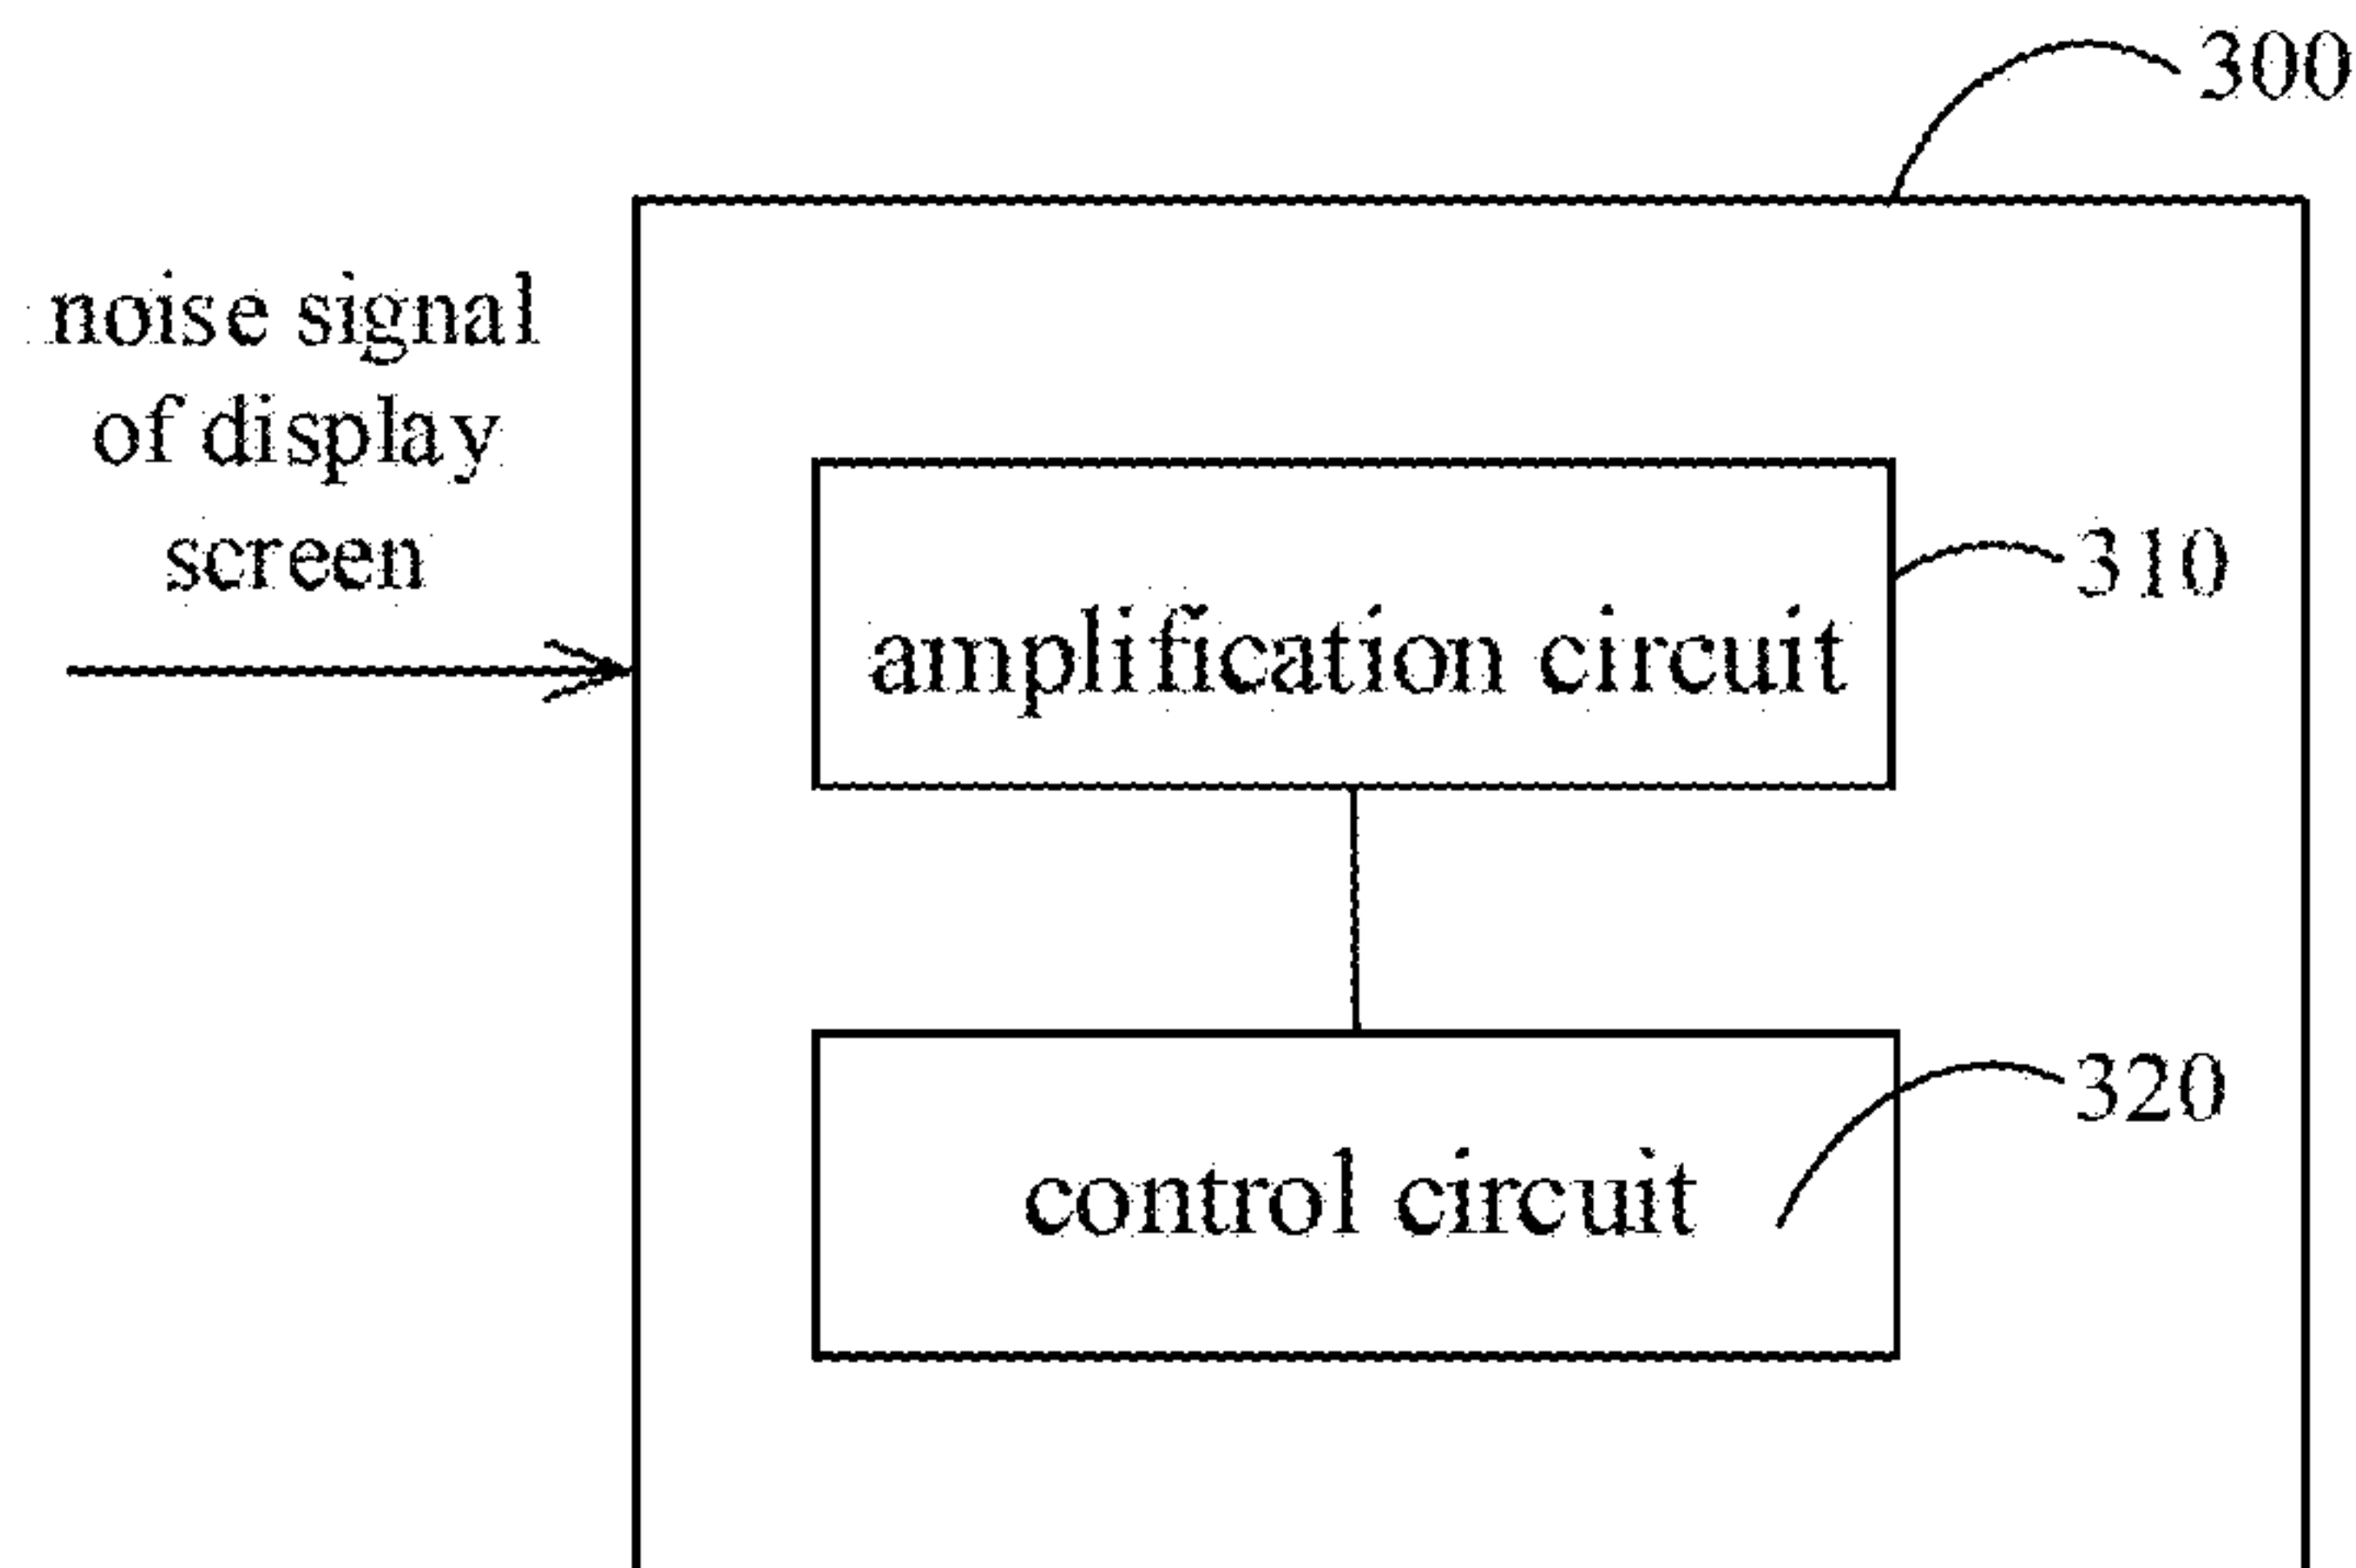 300
noise signal
of display
screen
310
amplification circuit
320
control circuit